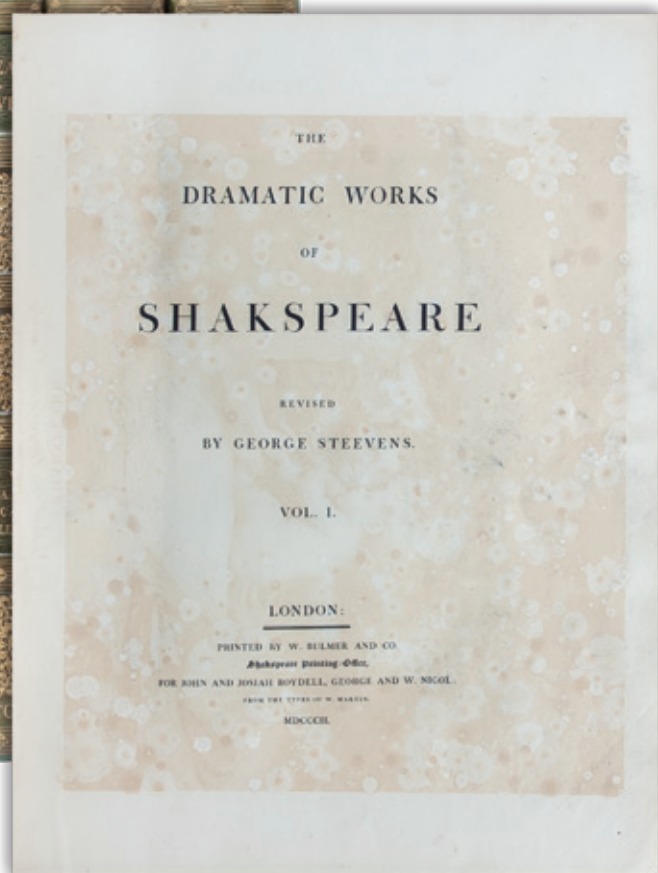 THE
DRAMATIC WORKS
OF
SHAKSPEARE
REVISED
BY GEORGE STEEVENS.
VOL. I.
LONDON:
PRINTED BY W. BULMER AND CO.
Shakspeare Printing-Office,
FOR JOHN AND JOSIAH BOYDELL, GEORGE AND W. NICOL.
FROM THE TYPES OF W. MARTIN.
MDCCCII.